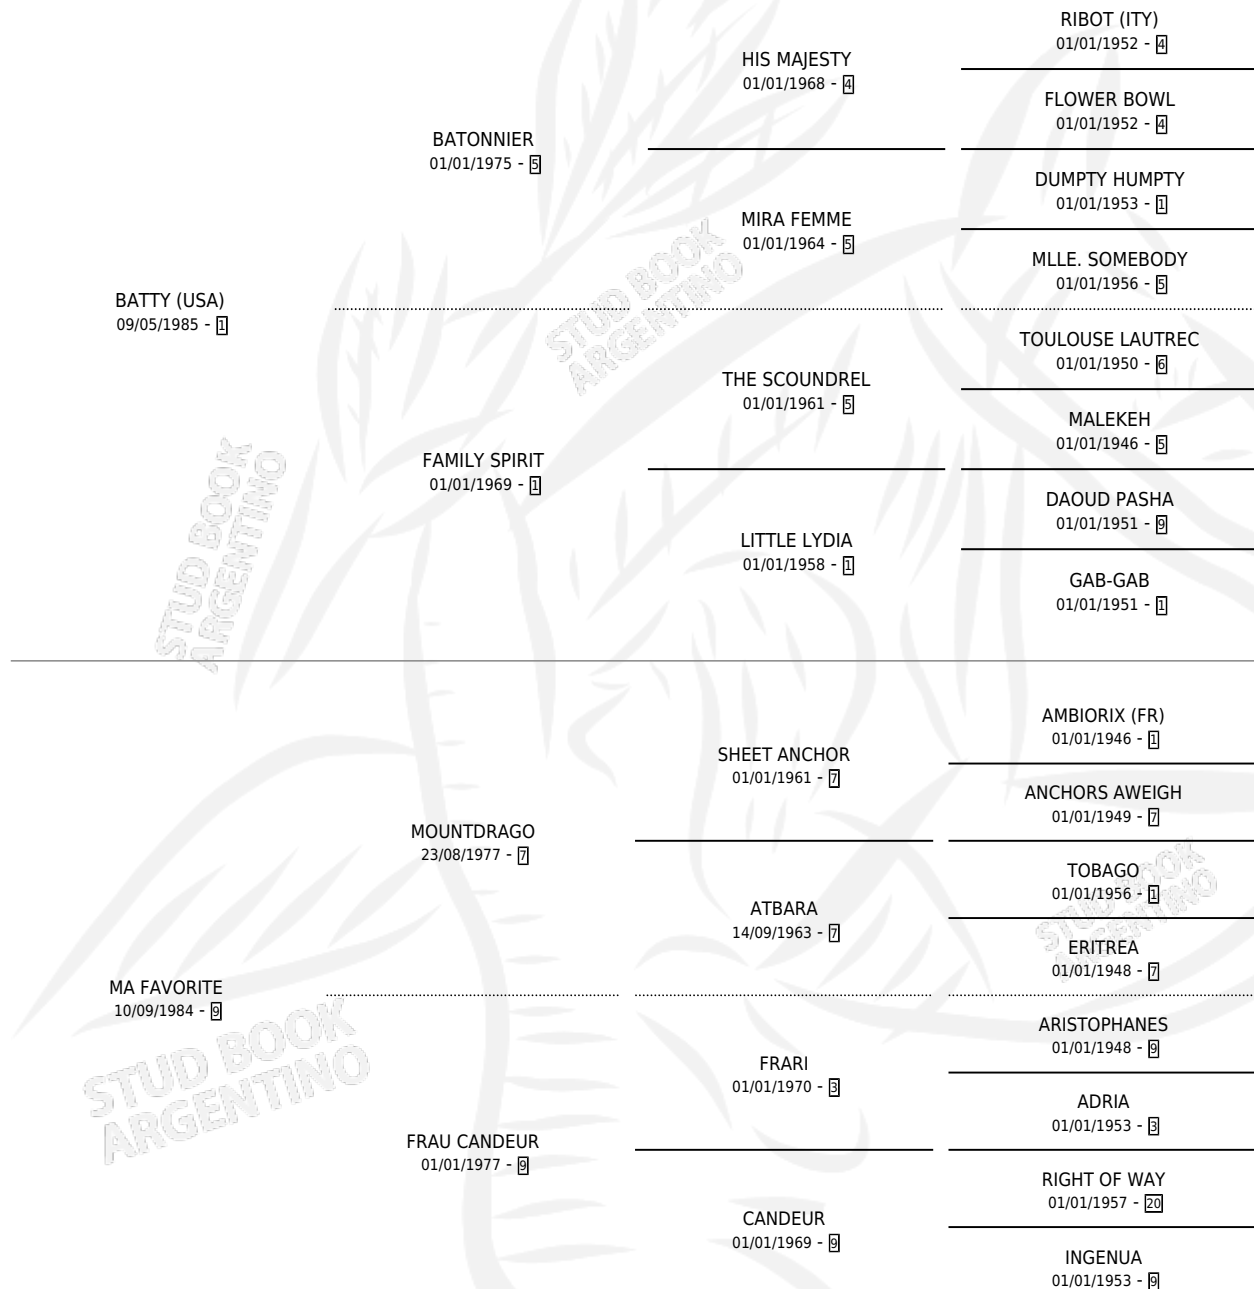 RIBOT (ITY)
01/01/1952 - 4
HIS MAJESTY
01/01/1968 - 4
FLOWER BOWL
01/01/1952 - 4
BATONNIER
01/01/1975 - 5
DUMPTY HUMPTY
01/01/1953 - 1
MIRA FEMME
01/01/1964 - 5
MLLE. SOMEBODY
01/01/1956 - 5
BATTY (USA)
09/05/1985 - 1
TOULOUSE LAUTREC
01/01/1950 - 6
THE SCOUNDREL
01/01/1961 - 5
MALEKEH
01/01/1946 - 5
FAMILY SPIRIT
01/01/1969 - 1
DAOUD PASHA
01/01/1951 - 9
LITTLE LYDIA
01/01/1958 - 1
GAB-GAB
01/01/1951 - 1
AMBIORIX (FR)
01/01/1946 - 1
SHEET ANCHOR
01/01/1961 - 7
ANCHORS AWEIGH
01/01/1949 - 7
MOUNTDRAGO
23/08/1977 - 7
TOBAGO
01/01/1956 - 1
ATBARA
14/09/1963 - 7
ERITREA
01/01/1948 - 7
MA FAVORITE
10/09/1984 - 9
ARISTOPHANES
01/01/1948 - 9
FRARI
01/01/1970 - 3
ADRIA
01/01/1953 - 3
FRAU CANDEUR
01/01/1977 - 9
RIGHT OF WAY
01/01/1957 - 20
CANDEUR
01/01/1969 - 9
INGENUA
01/01/1953 - 9
STUD BOOK
ARGENTINO
STUD BOOK
ARGENTINO
STUD BOOK
ARGENTINO
STUD BOOK
ARGENTINO